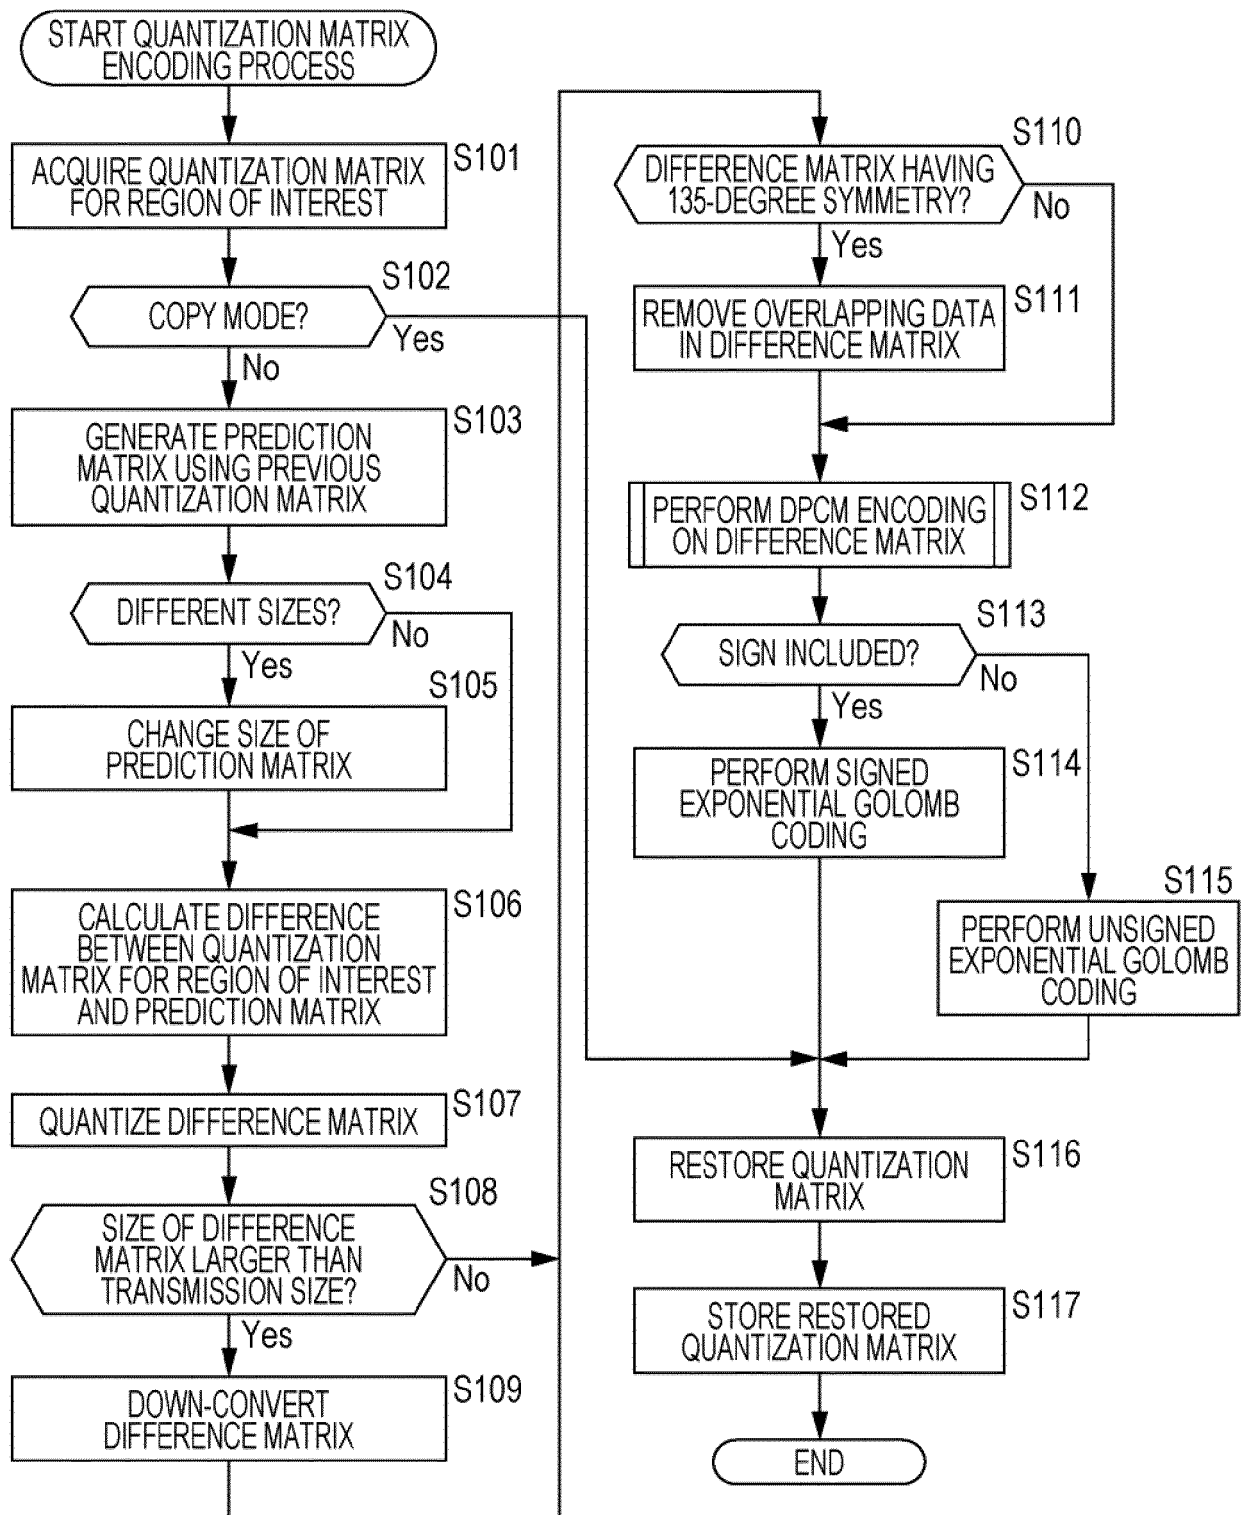 START QUANTIZATION MATRIX
ENCODING PROCESS
S101
ACQUIRE QUANTIZATION MATRIX
FOR REGION OF INTEREST
S102
COPY MODE?
Yes
No
S103
GENERATE PREDICTION
MATRIX USING PREVIOUS
QUANTIZATION MATRIX
S104
DIFFERENT SIZES?
No
Yes
S105
CHANGE SIZE OF
PREDICTION MATRIX
S106
CALCULATE DIFFERENCE
BETWEEN QUANTIZATION
MATRIX FOR REGION OF INTEREST
AND PREDICTION MATRIX
S107
QUANTIZE DIFFERENCE MATRIX
S108
SIZE OF DIFFERENCE
MATRIX LARGER THAN
TRANSMISSION SIZE?
No
Yes
S109
DOWN-CONVERT
DIFFERENCE MATRIX
S110
DIFFERENCE MATRIX HAVING
135-DEGREE SYMMETRY?
No
Yes
S111
REMOVE OVERLAPPING DATA
IN DIFFERENCE MATRIX
S112
PERFORM DPCM ENCODING
ON DIFFERENCE MATRIX
S113
SIGN INCLUDED?
No
Yes
S114
PERFORM SIGNED
EXPONENTIAL GOLOMB
CODING
S115
PERFORM UNSIGNED
EXPONENTIAL GOLOMB
CODING
S116
RESTORE QUANTIZATION
MATRIX
S117
STORE RESTORED
QUANTIZATION MATRIX
END